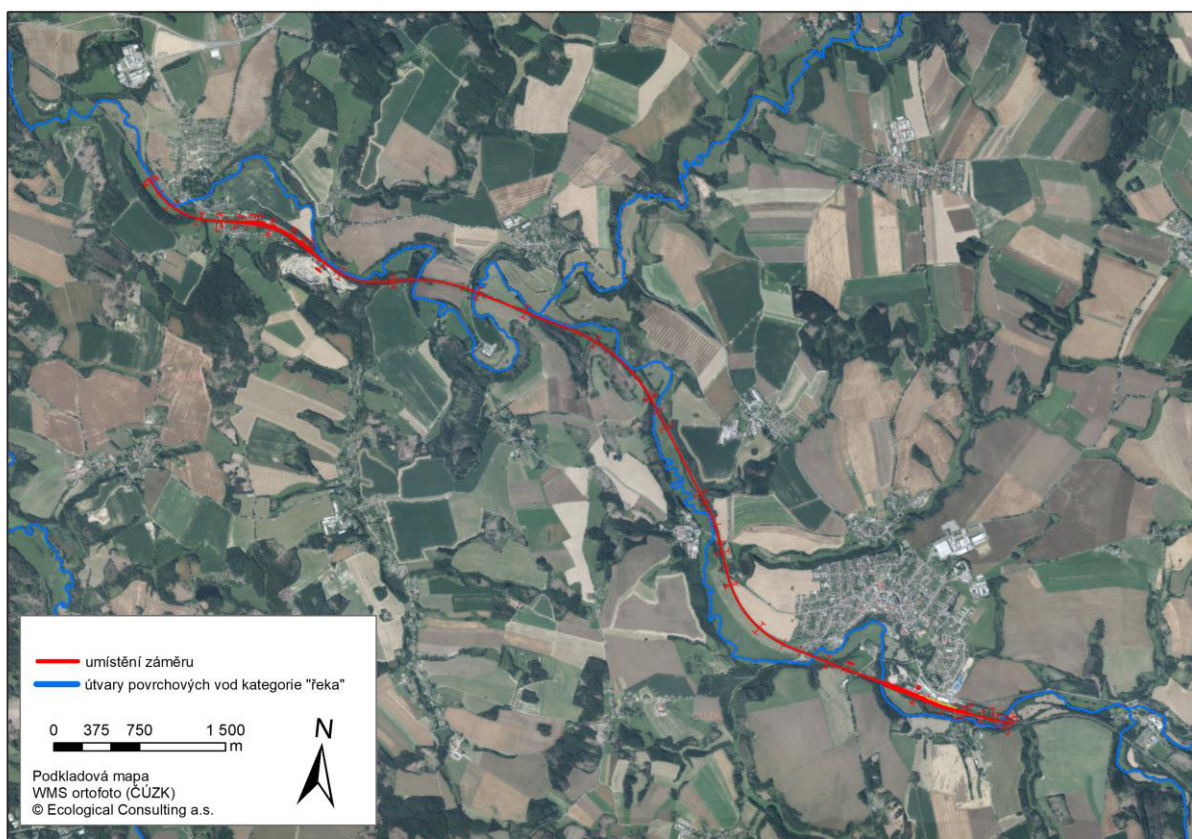 umístění záměru
útvary povrchových vod kategorie "řeka"
0 375 750 1 500
m
N
Podkladová mapa
WMS ortofoto (ČÚZK)
© Ecological Consulting a.s.